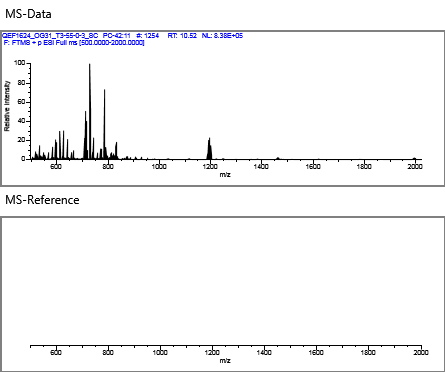 MS-Data
QEF1624_OG31_T3-55-0-3_SC PC-42:11 #: 1254 RT: 10.52 NL: 8.38E+05
F: FTMS + p ESI Full ms [500.0000-2000.0000]
Relative Intensity
100
80
60
40
20
0
600 800 1000 1200 1400 1600 1800 2000
m/z
MS-Reference
600 800 1000 1200 1400 1600 1800 2000
m/z